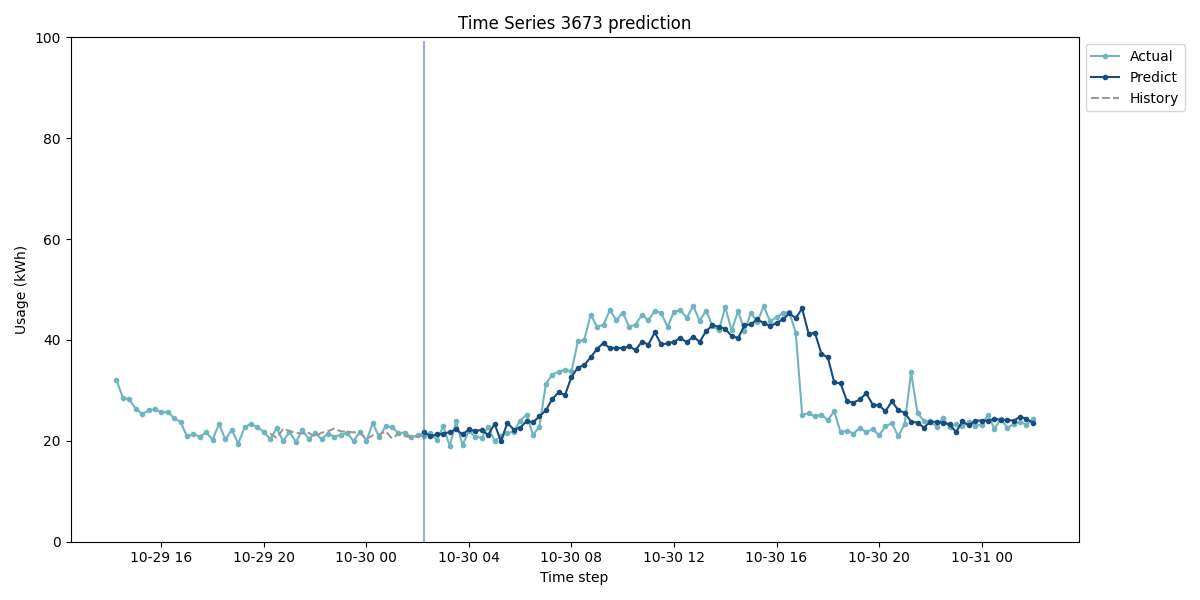 Time Series 3673 prediction
Actual
Predict
History
Usage (kWh)
100
80
60
40
20
0
10-29 16
10-29 20
10-30 00
10-30 04
10-30 08
10-30 12
10-30 16
10-30 20
10-31 00
Time step